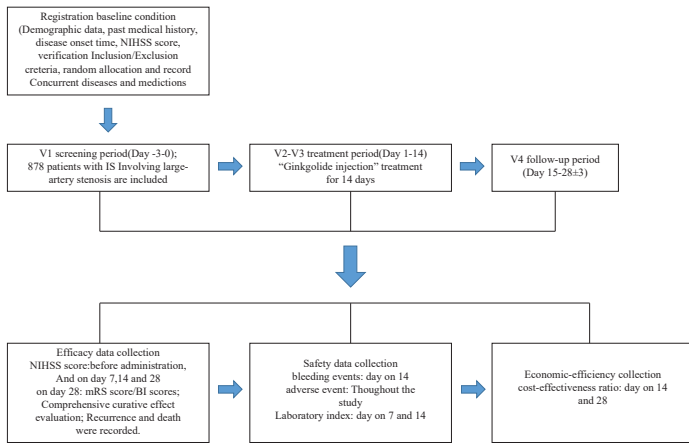 Registration baseline condition
(Demographic data, past medical history,
disease onset time, NIHSS score,
verification Inclusion/Exclusion
creteria, random allocation and record
Concurrent diseases and medictions
V1 screening period(Day -3-0);
878 patients with IS Involving large-
artery stenosis are included
V2-V3 treatment period(Day 1-14)
“Ginkgolide injection” treatment
for 14 days
V4 follow-up period
(Day 15-28±3)
Efficacy data collection
NIHSS score:before administration,
And on day 7,14 and 28
on day 28: mRS score/BI scores;
Comprehensive curative effect
evaluation; Recurrence and death
were recorded.
Safety data collection
bleeding events: day on 14
adverse event: Thoughout the
study
Laboratory index: day on 7 and 14
Economic-efficiency collection
cost-effectiveness ratio: day on 14
and 28